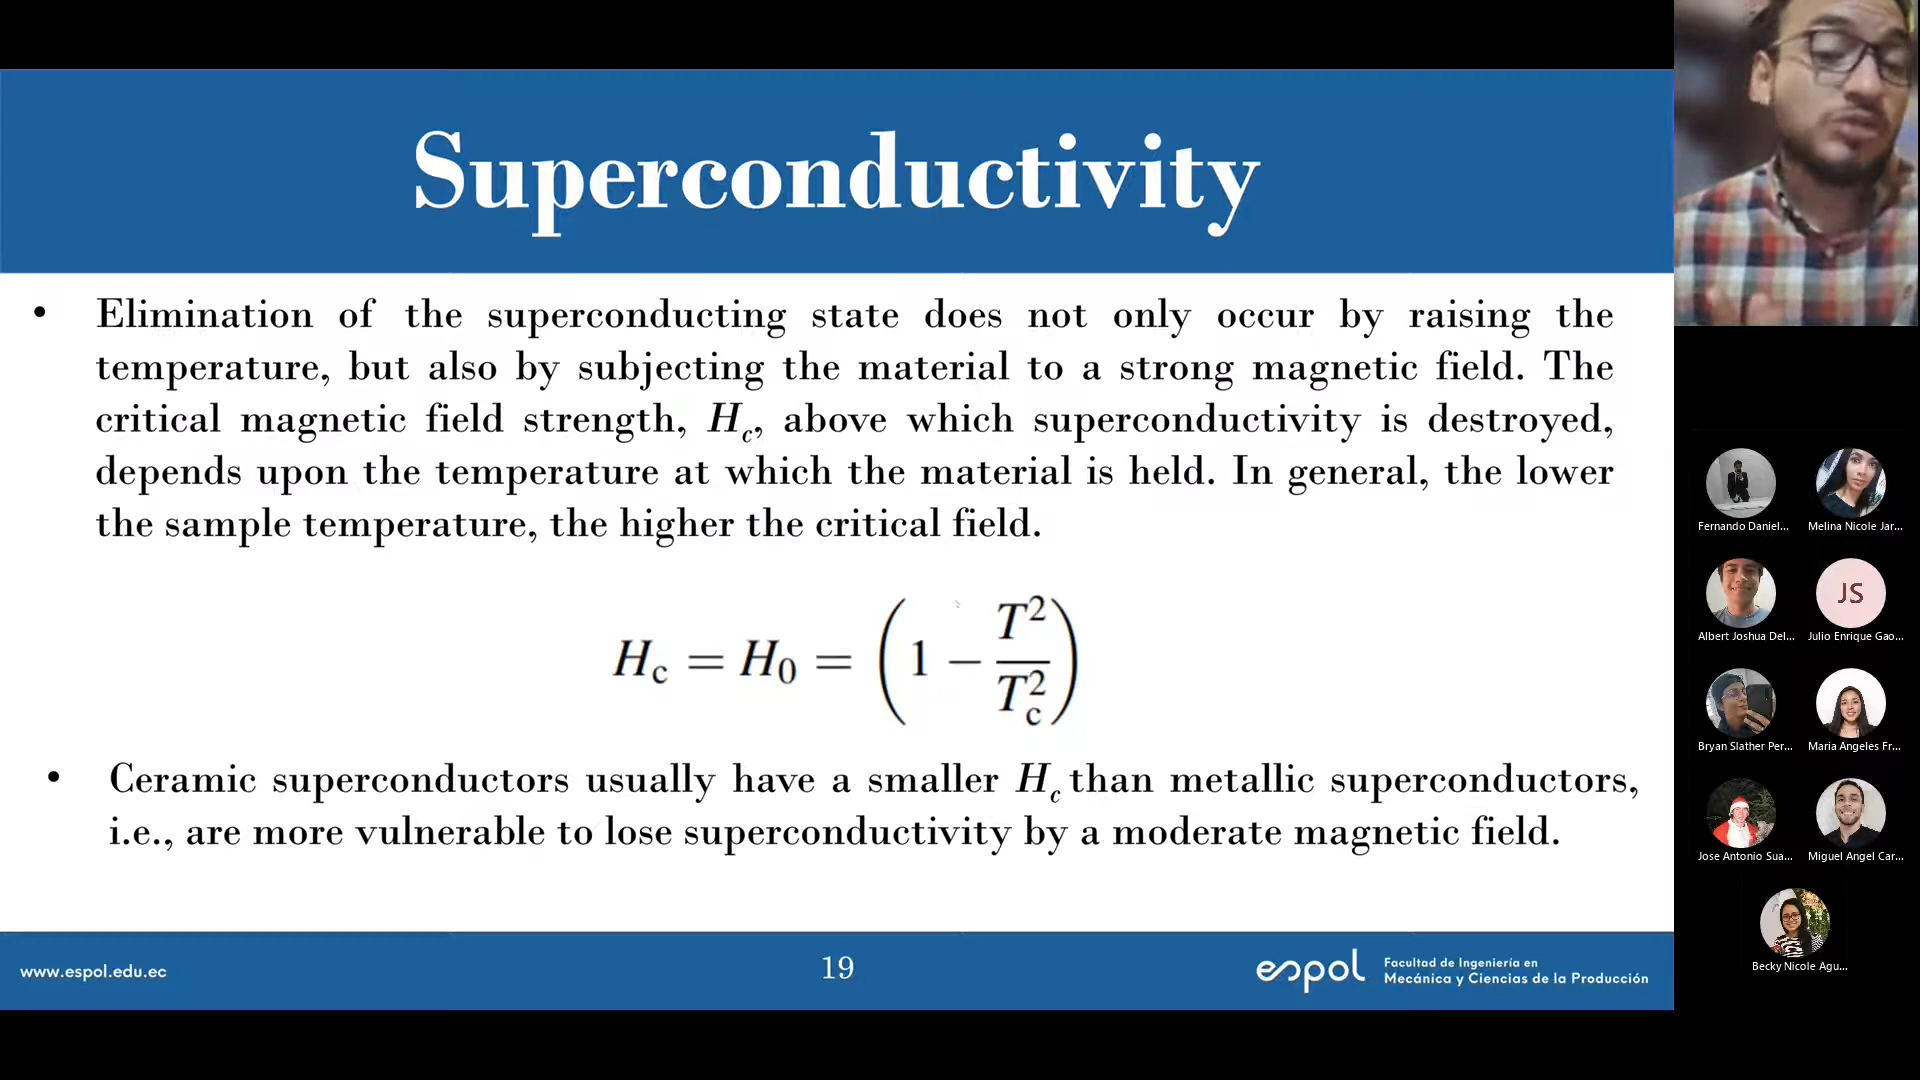 Superconductivity
• Elimination of the superconducting state does not only occur by raising the
temperature, but also by subjecting the material to a strong magnetic field. The
critical magnetic field strength, H_c, above which superconductivity is destroyed,
depends upon the temperature at which the material is held. In general, the lower
the sample temperature, the higher the critical field.
H_c = H_0 = (1 − T²/T_c²)
• Ceramic superconductors usually have a smaller H_c than metallic superconductors,
i.e., are more vulnerable to lose superconductivity by a moderate magnetic field.
www.espol.edu.ec
19
espol
Facultad de Ingeniería en
Mecánica y Ciencias de la Producción
Fernando Daniel...
Melina Nicole Jar...
Albert Joshua Del...
JS
Julio Enrique Gao...
Bryan Slather Per...
Maria Angeles Fr...
Jose Antonio Sua...
Miguel Angel Car...
Becky Nicole Agu...